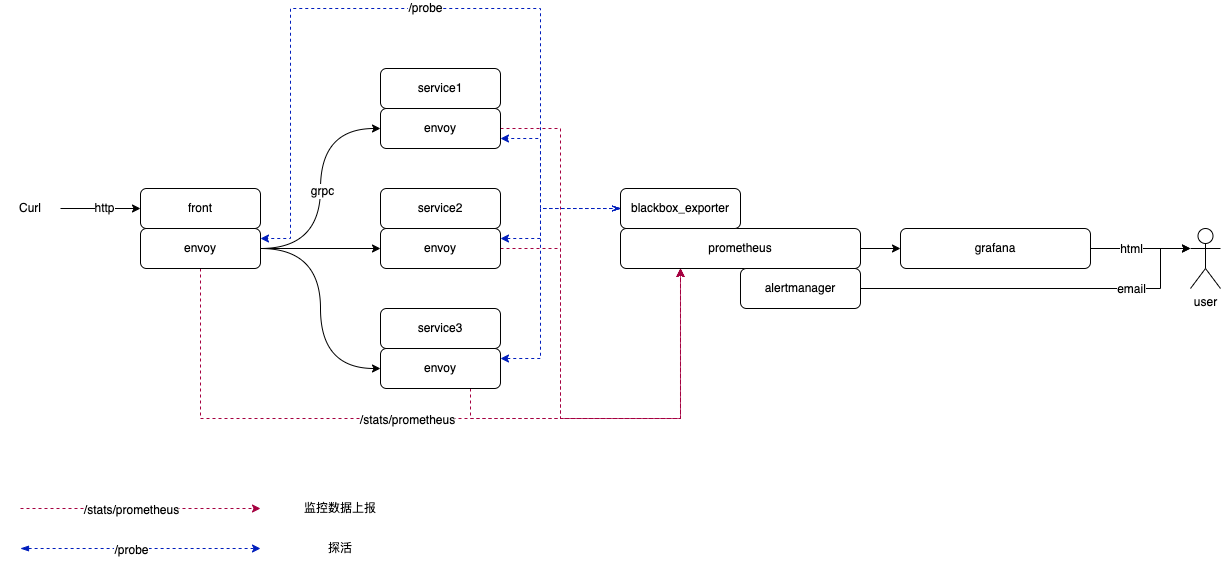 /probe
service1
envoy
grpc
Curl
http
front
envoy
service2
envoy
blackbox_exporter
prometheus
alertmanager
grafana
html
email
user
service3
envoy
/stats/prometheus
/stats/prometheus
监控数据上报
/probe
探活